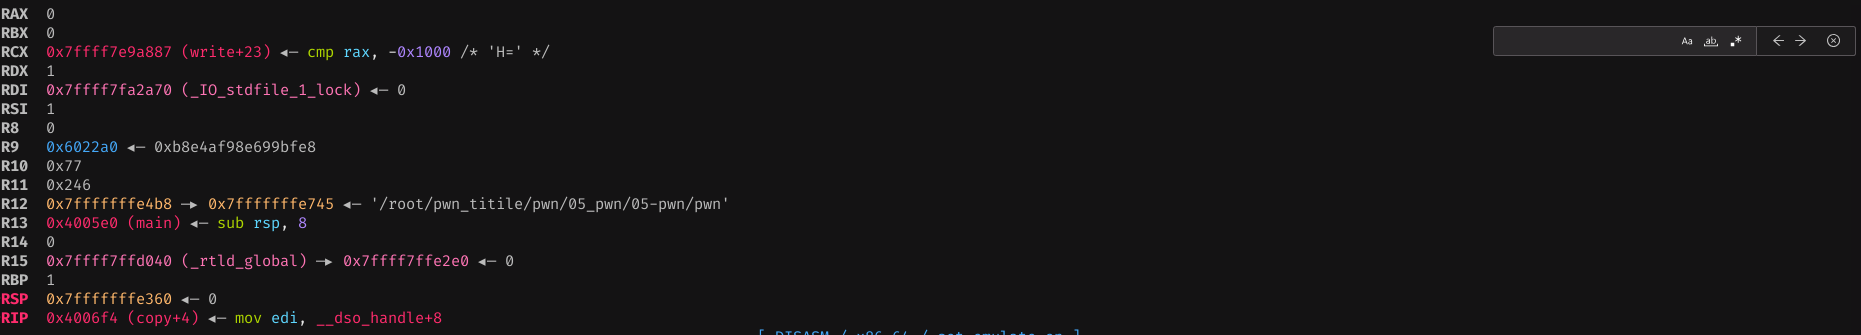 RAX 0
RBX 0
RCX 0x7ffff7e9a887 (write+23) ◂— cmp rax, -0x1000 /* 'H=' */
RDX 1
RDI 0x7ffff7fa2a70 (_IO_stdfile_1_lock) ◂— 0
RSI 1
R8 0
R9 0x6022a0 ◂— 0xb8e4af98e699bfe8
R10 0x77
R11 0x246
R12 0x7fffffffe4b8 —▸ 0x7fffffffe745 ◂— '/root/pwn_titile/pwn/05_pwn/05-pwn/pwn'
R13 0x4005e0 (main) ◂— sub rsp, 8
R14 0
R15 0x7ffff7ffd040 (_rtld_global) —▸ 0x7ffff7ffe2e0 ◂— 0
RBP 1
RSP 0x7fffffffe360 ◂— 0
RIP 0x4006f4 (copy+4) ◂— mov edi, __dso_handle+8
Aa ab .*